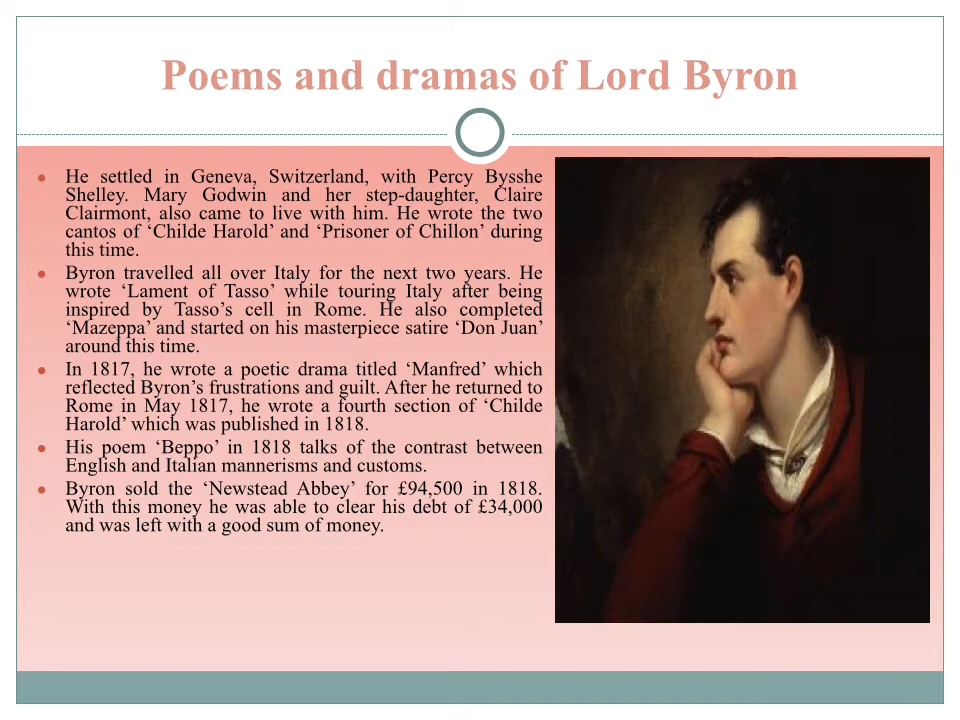 Poems and dramas of Lord Byron
● He settled in Geneva, Switzerland, with Percy Bysshe
Shelley. Mary Godwin and her step-daughter, Claire
Clairmont, also came to live with him. He wrote the two
cantos of ‘Childe Harold’ and ‘Prisoner of Chillon’ during
this time.
● Byron travelled all over Italy for the next two years. He
wrote ‘Lament of Tasso’ while touring Italy after being
inspired by Tasso’s cell in Rome. He also completed
‘Mazeppa’ and started on his masterpiece satire ‘Don Juan’
around this time.
● In 1817, he wrote a poetic drama titled ‘Manfred’ which
reflected Byron’s frustrations and guilt. After he returned to
Rome in May 1817, he wrote a fourth section of ‘Childe
Harold’ which was published in 1818.
● His poem ‘Beppo’ in 1818 talks of the contrast between
English and Italian mannerisms and customs.
● Byron sold the ‘Newstead Abbey’ for £94,500 in 1818.
With this money he was able to clear his debt of £34,000
and was left with a good sum of money.